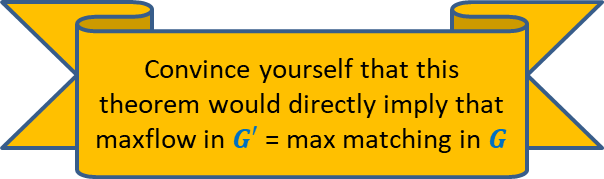 Convince yourself that this
theorem would directly imply that
maxflow in G′ = max matching in G